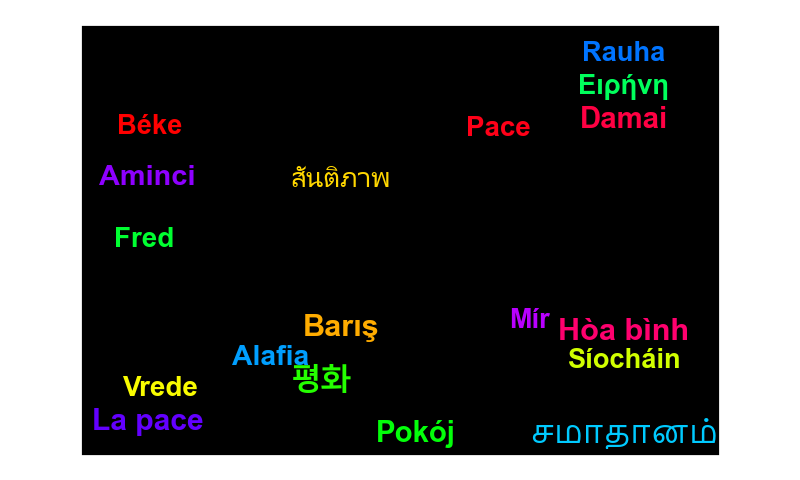 Rauha
Ειρήνη
Damai
Béke
Pace
Aminci
สันติภาพ
Fred
Barış
Mír
Hòa bình
Alafia
Síocháin
평화
Vrede
La pace
Pokój
சமாதானம்